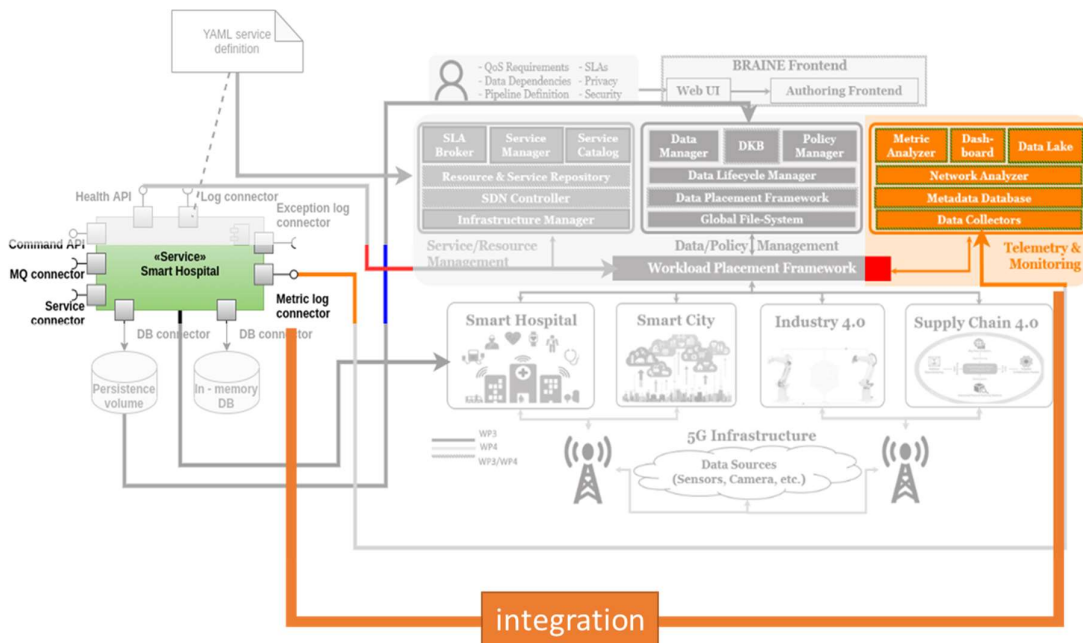 YAML service
definition
- QoS Requirements
- Data Dependencies
- Pipeline Definition
- SLAs
- Privacy
- Security
BRAINE Frontend
Web UI
Authoring Frontend
SLA
Broker
Service
Manager
Service
Catalog
Resource & Service Repository
SDN Controller
Infrastructure Manager
Service/Resource
Management
Data
Manager
DKB
Policy
Manager
Data Lifecycle Manager
Data Placement Framework
Global File-System
Data/Policy Management
Metric
Analyzer
Dash-
board
Data Lake
Network Analyzer
Metadata Database
Data Collectors
Telemetry &
Monitoring
Workload Placement Framework
Health API
Log connector
Exception log
connector
Command API
MQ connector
Service
connector
«Service»
Smart Hospital
Metric log
connector
DB connector
DB connector
Persistence
volume
In - memory
DB
Smart Hospital
Smart City
Industry 4.0
Supply Chain 4.0
WP3
WP4
WP3/WP4
5G Infrastructure
Data Sources
(Sensors, Camera, etc.)
integration